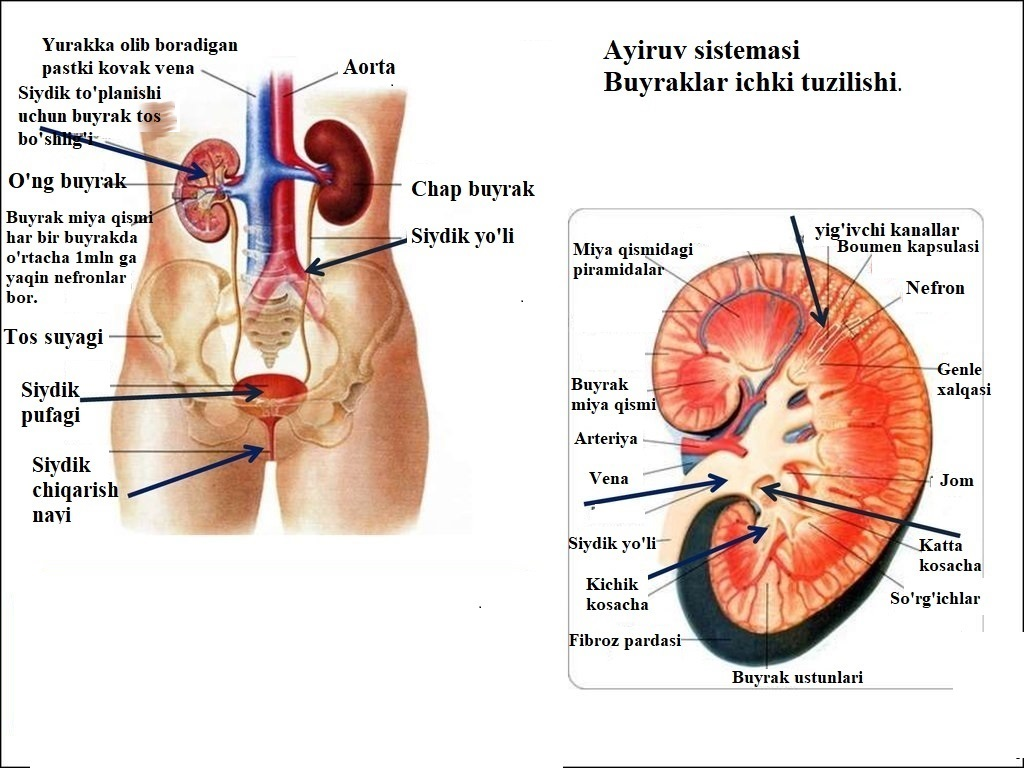 Yurakka olib boradigan
pastki kovak vena
Aorta
Siydik to'planishi
uchun buyrak tos
bo'shlig'i
O'ng buyrak
Chap buyrak
Buyrak miya qismi
har bir buyrakda
o'rtacha 1mln ga
yaqin nefronlar
bor.
Siydik yo'li
Tos suyagi
Siydik
pufagi
Siydik
chiqarish
navi
Ayiruv sistemasi
Buyraklar ichki tuzilishi.
yig'ivchi kanallar
Boumen kapsulasi
Miya qismidagi
piramidalar
Nefron
Genle
xalqasi
Buyrak
miya qismi
Arteriya
Vena
Jom
Siydik yo'li
Katta
kosacha
Kichik
kosacha
So'rg'ichlar
Fibroz pardasi
Buyrak ustunlari